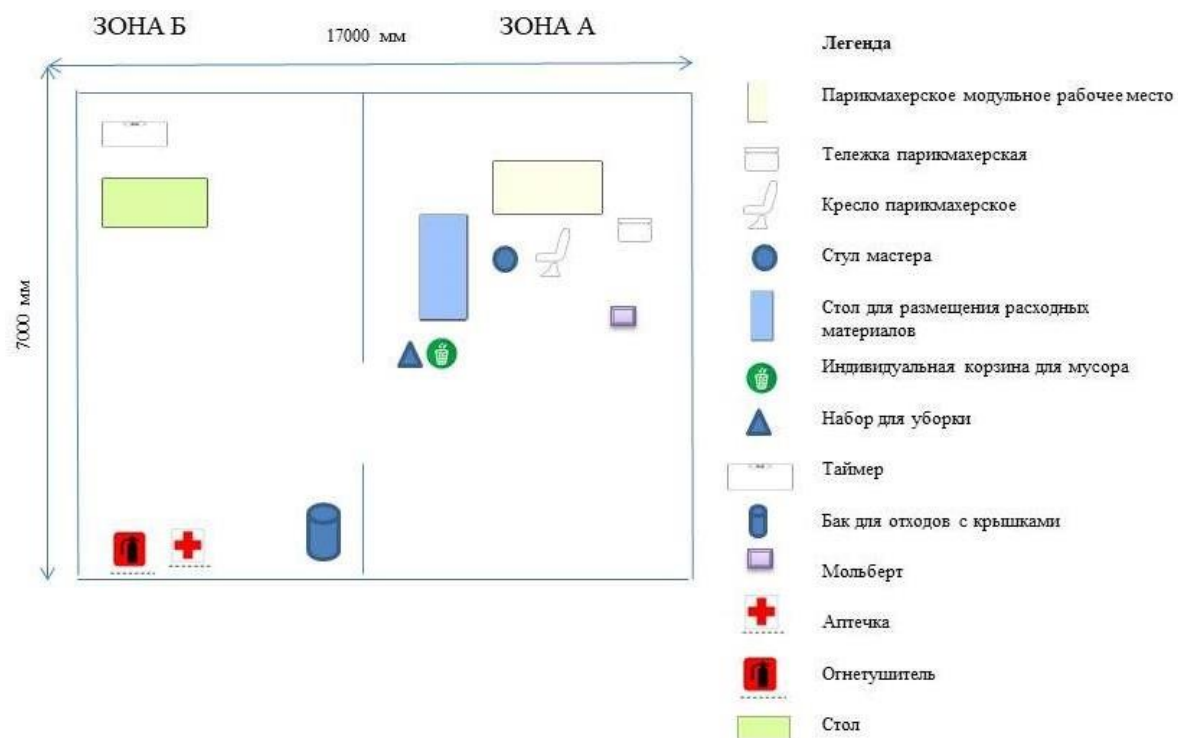 ЗОНА Б
17000 мм
ЗОНА А
7000 мм
Легенда
Парикмахерское модульное рабочее место
Тележка парикмахерская
Кресло парикмахерское
Стул мастера
Стол для размещения расходных
материалов
Индивидуальная корзина для мусора
Набор для уборки
Таймер
Бак для отходов с крышками
Мольберт
Аптечка
Огнетушитель
Стол